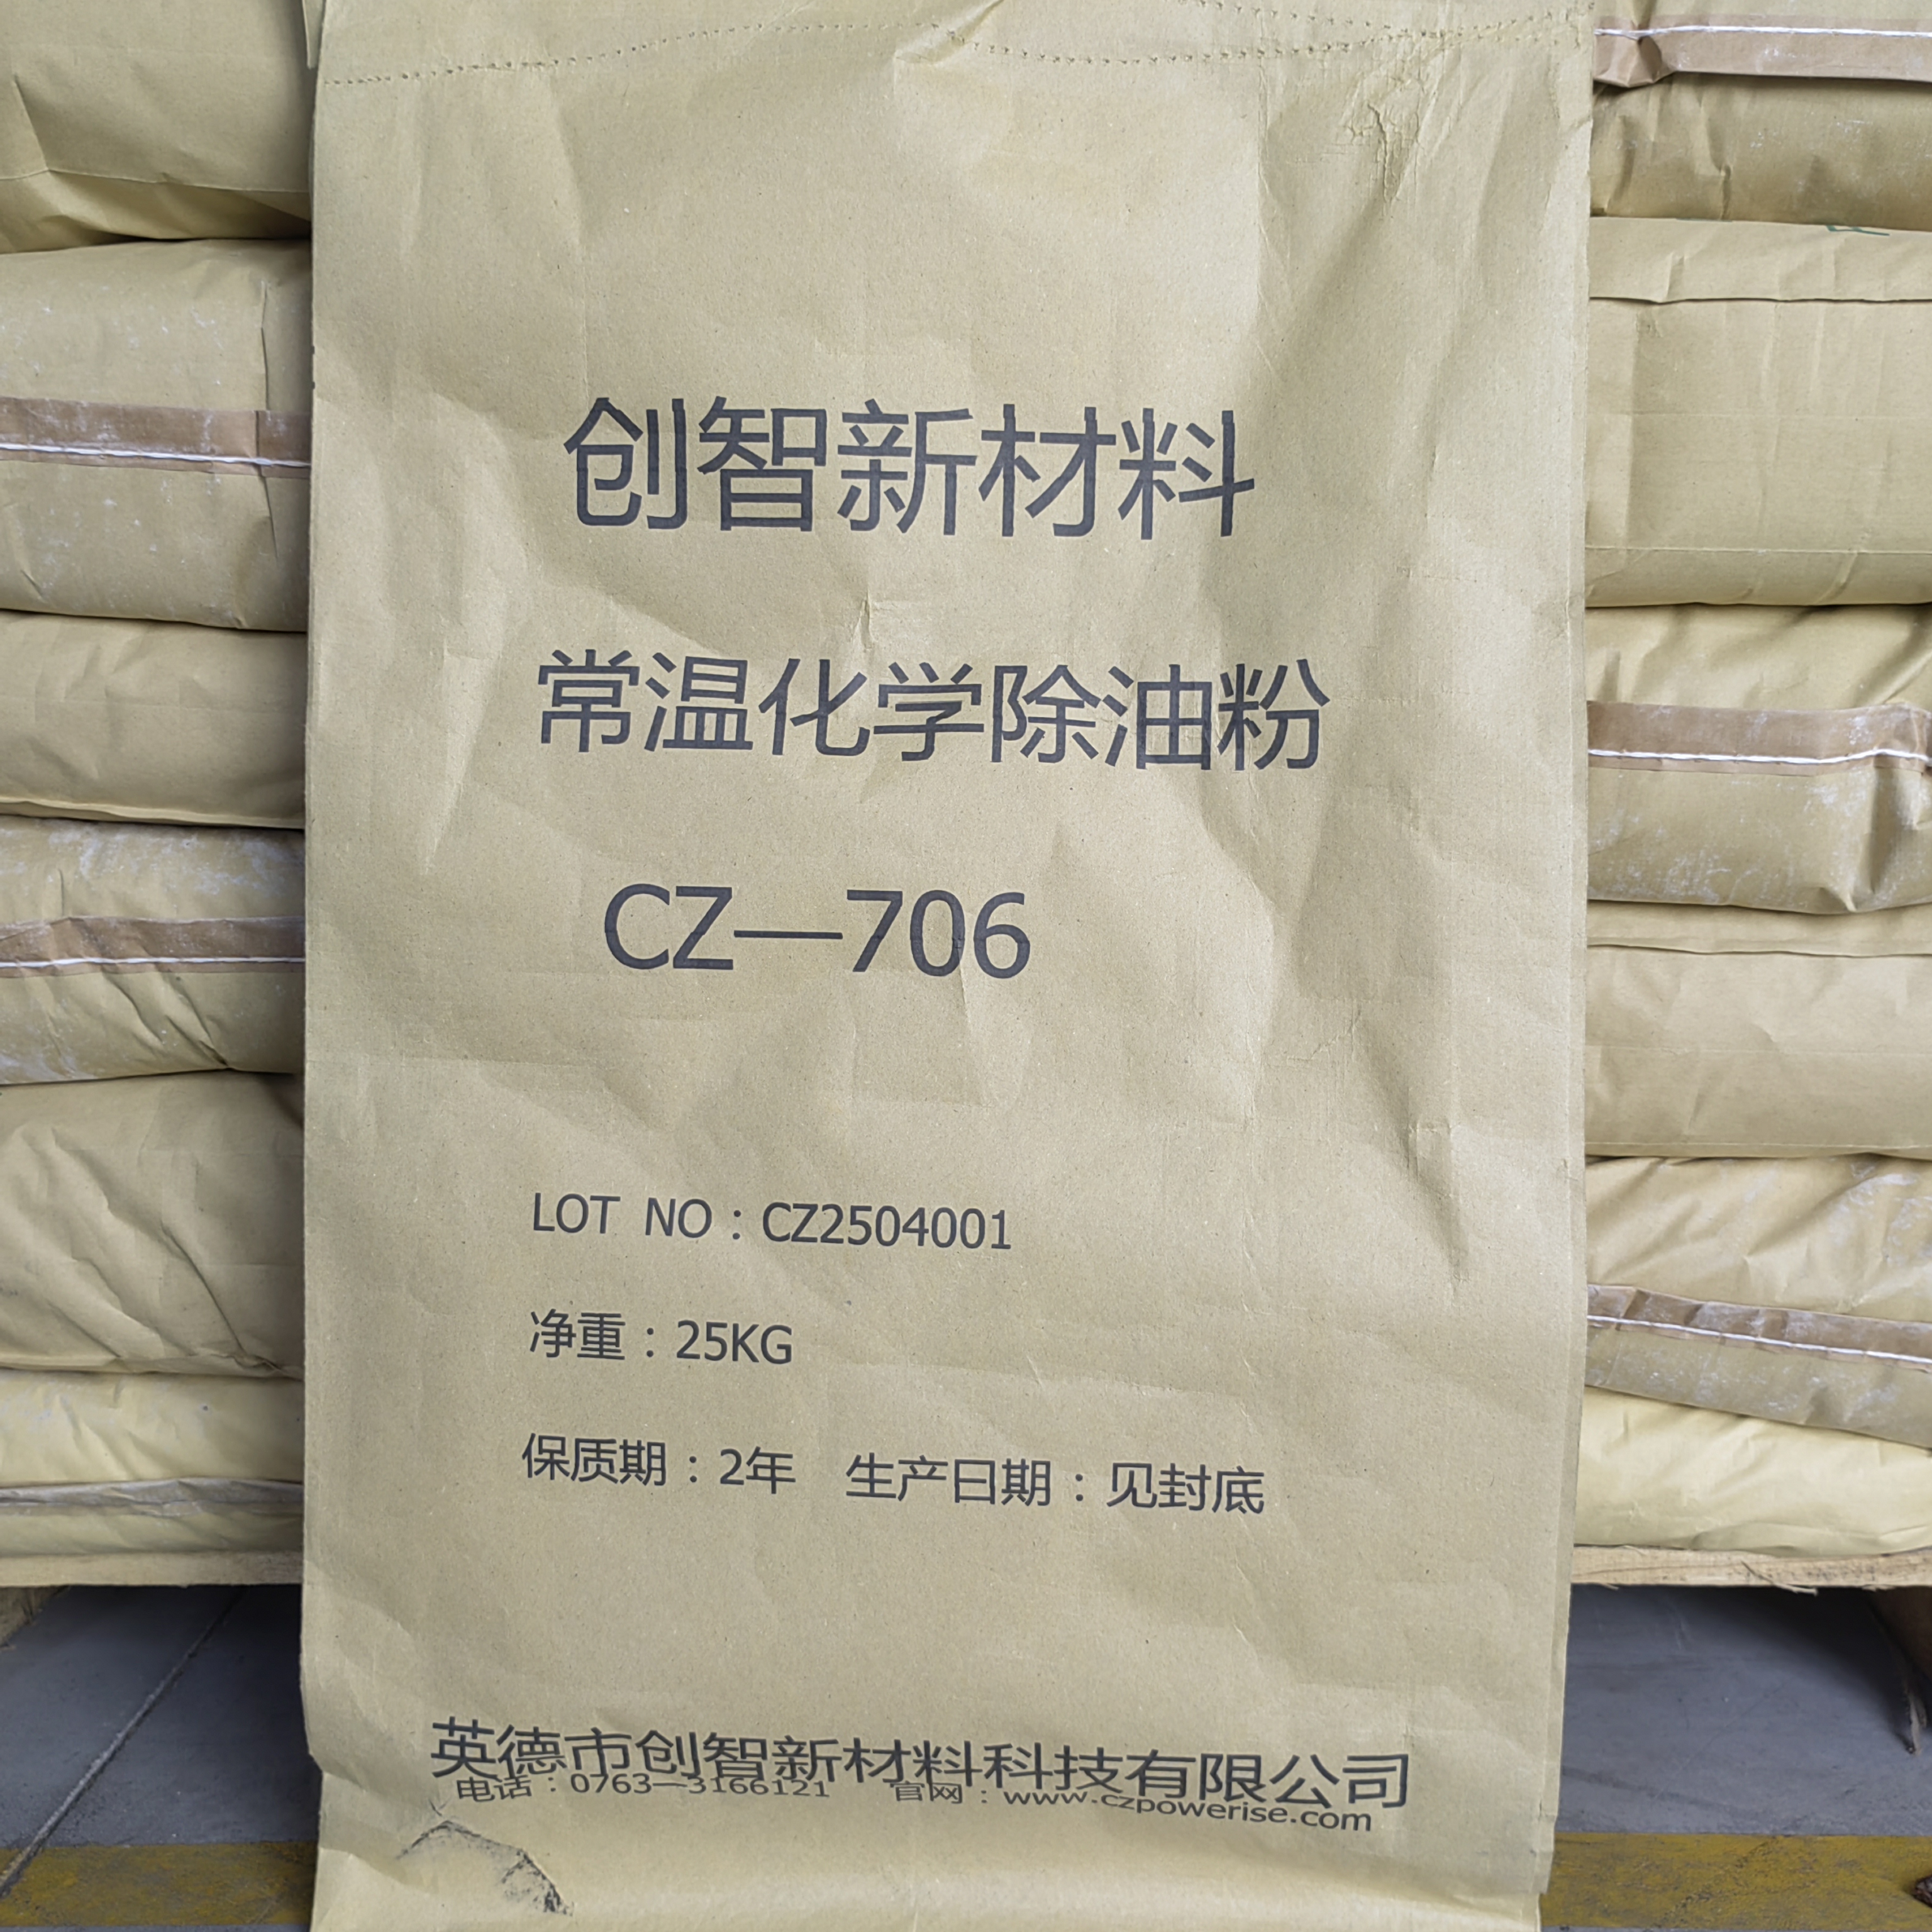 创智新材料
常温化学除油粉
CZ—706
LOT NO：CZ2504001
净重：25KG
保质期：2年 生产日期：见封底
英德市创智新材料科技有限公司
电话：0763—3166121 官网：www.czpowerise.com